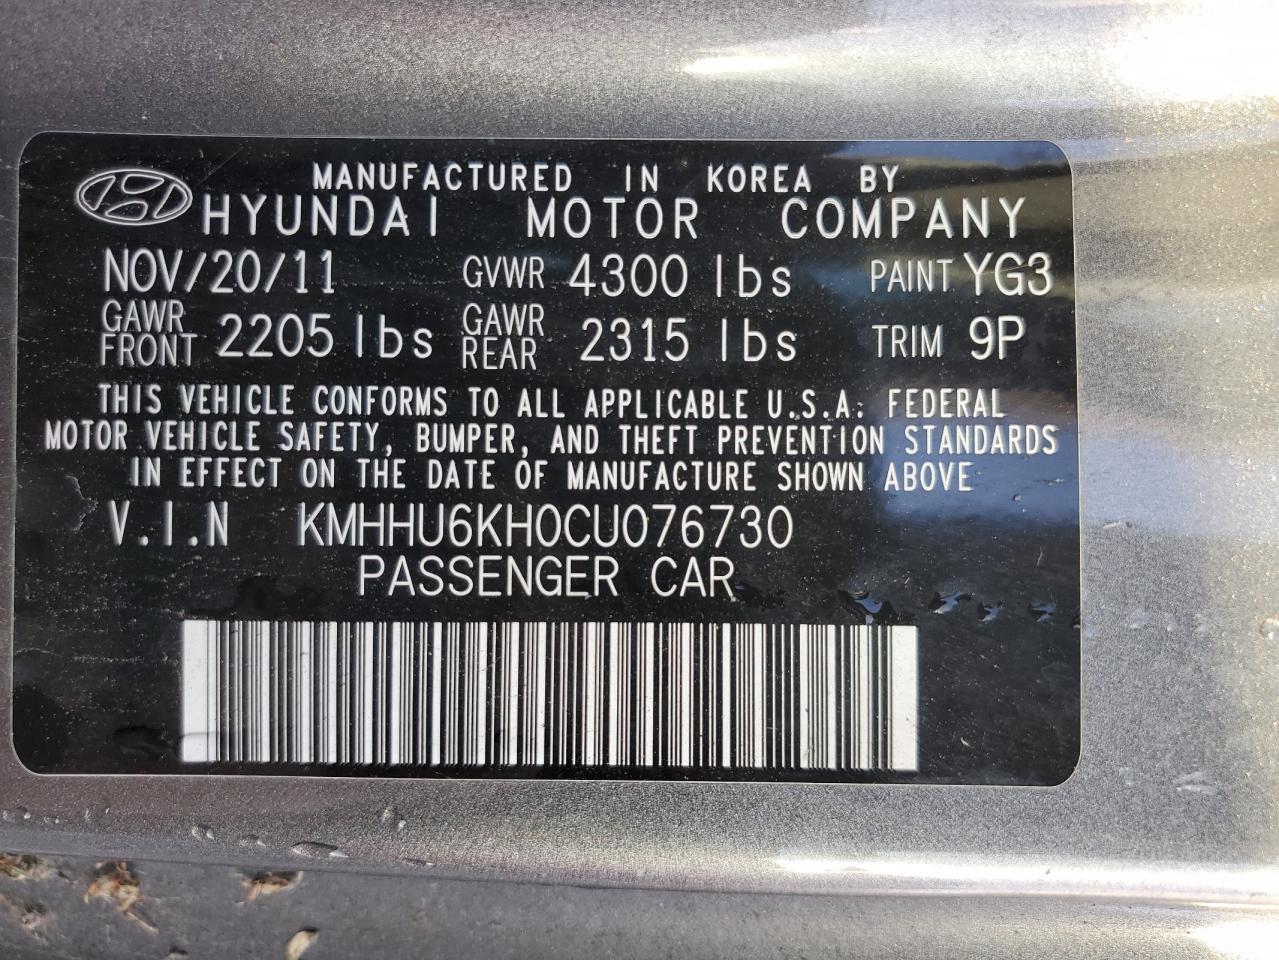 MANUFACTURED IN KOREA BY
HYUNDAI MOTOR COMPANY
NOV/20/11 GVWR 4300 lbs PAINT YG3
GAWR FRONT 2205 lbs GAWR REAR 2315 lbs TRIM 9P
THIS VEHICLE CONFORMS TO ALL APPLICABLE U.S.A. FEDERAL
MOTOR VEHICLE SAFETY, BUMPER, AND THEFT PREVENTION STANDARDS
IN EFFECT ON THE DATE OF MANUFACTURE SHOWN ABOVE
V.I.N KMHHU6KH0CU076730
PASSENGER CAR